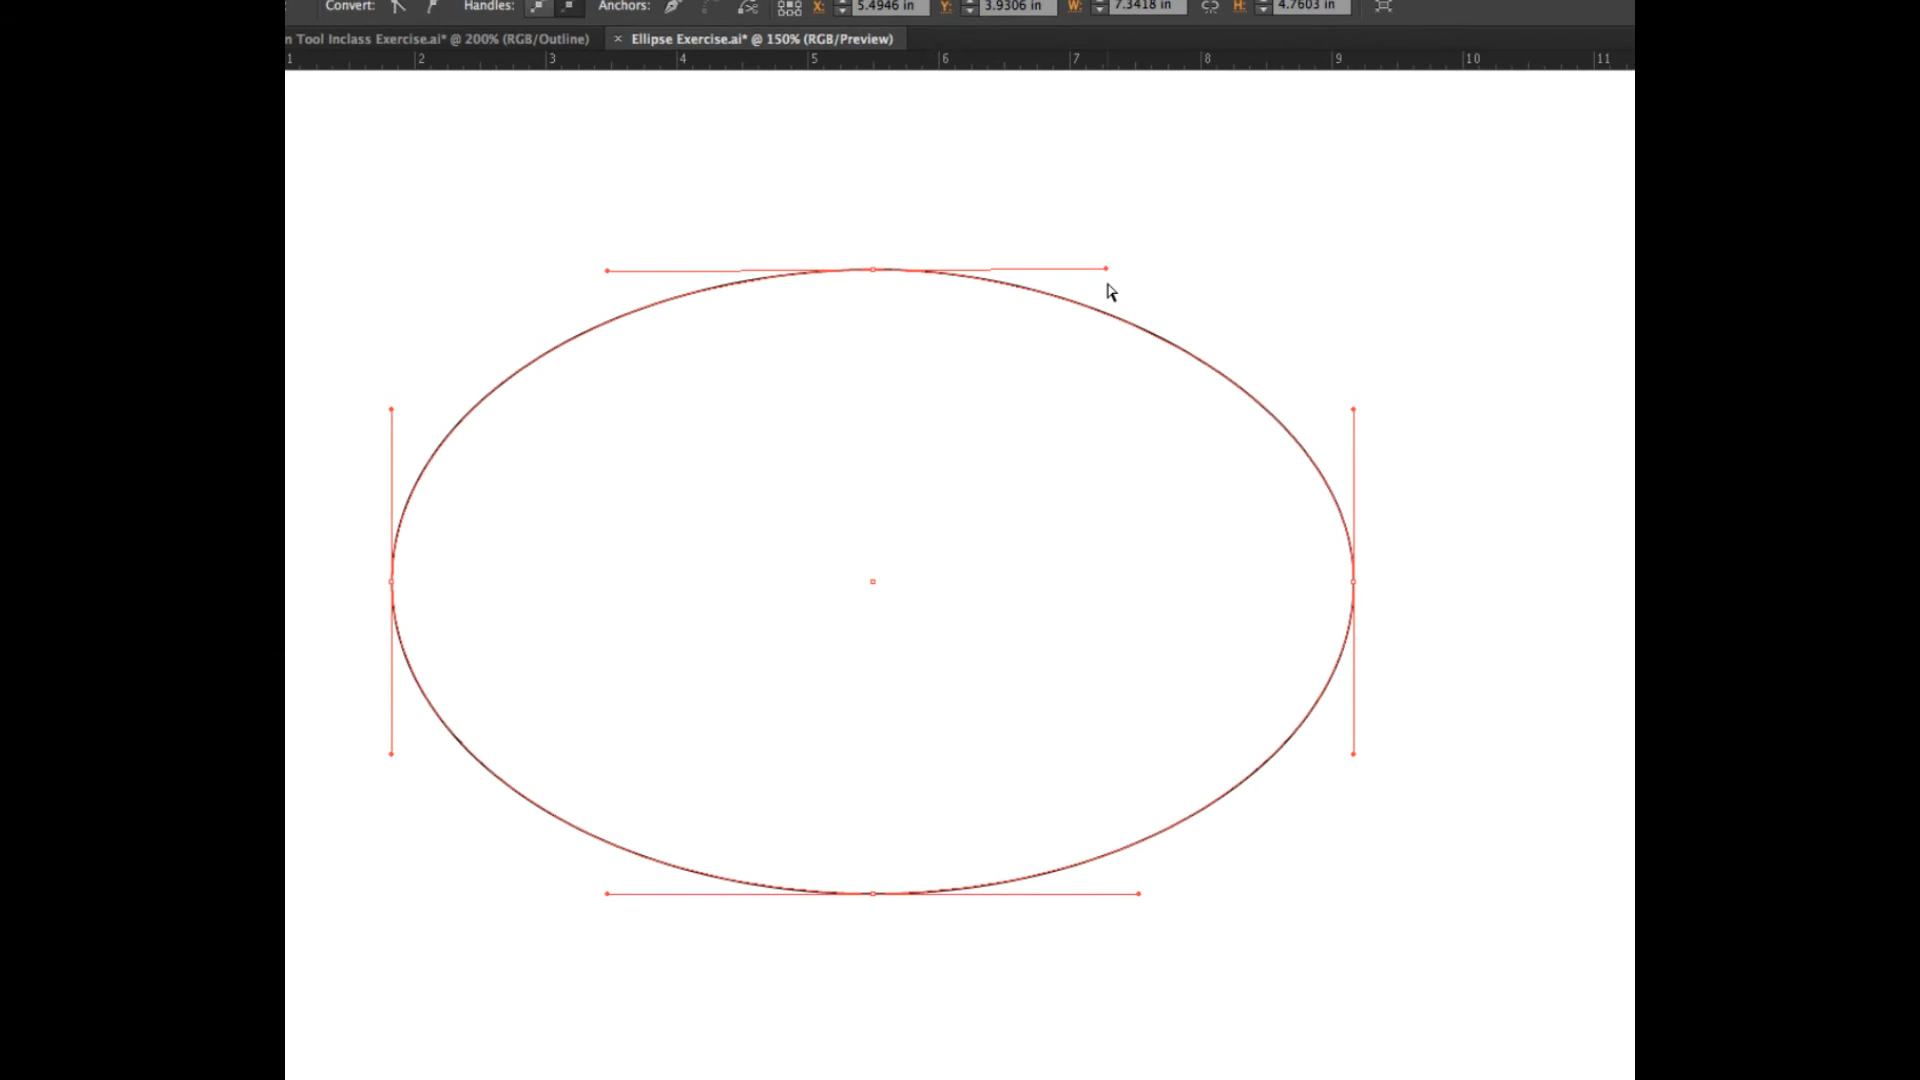 Convert: Handles: Anchors: X: 5.4946 in Y: 3.9306 in W: 7.3418 in H: 4.7603 in
n Tool Inclass Exercise.ai* @ 200% (RGB/Outline) × Ellipse Exercise.ai* @ 150% (RGB/Preview)
1 2 3 4 5 6 7 8 9 10 11